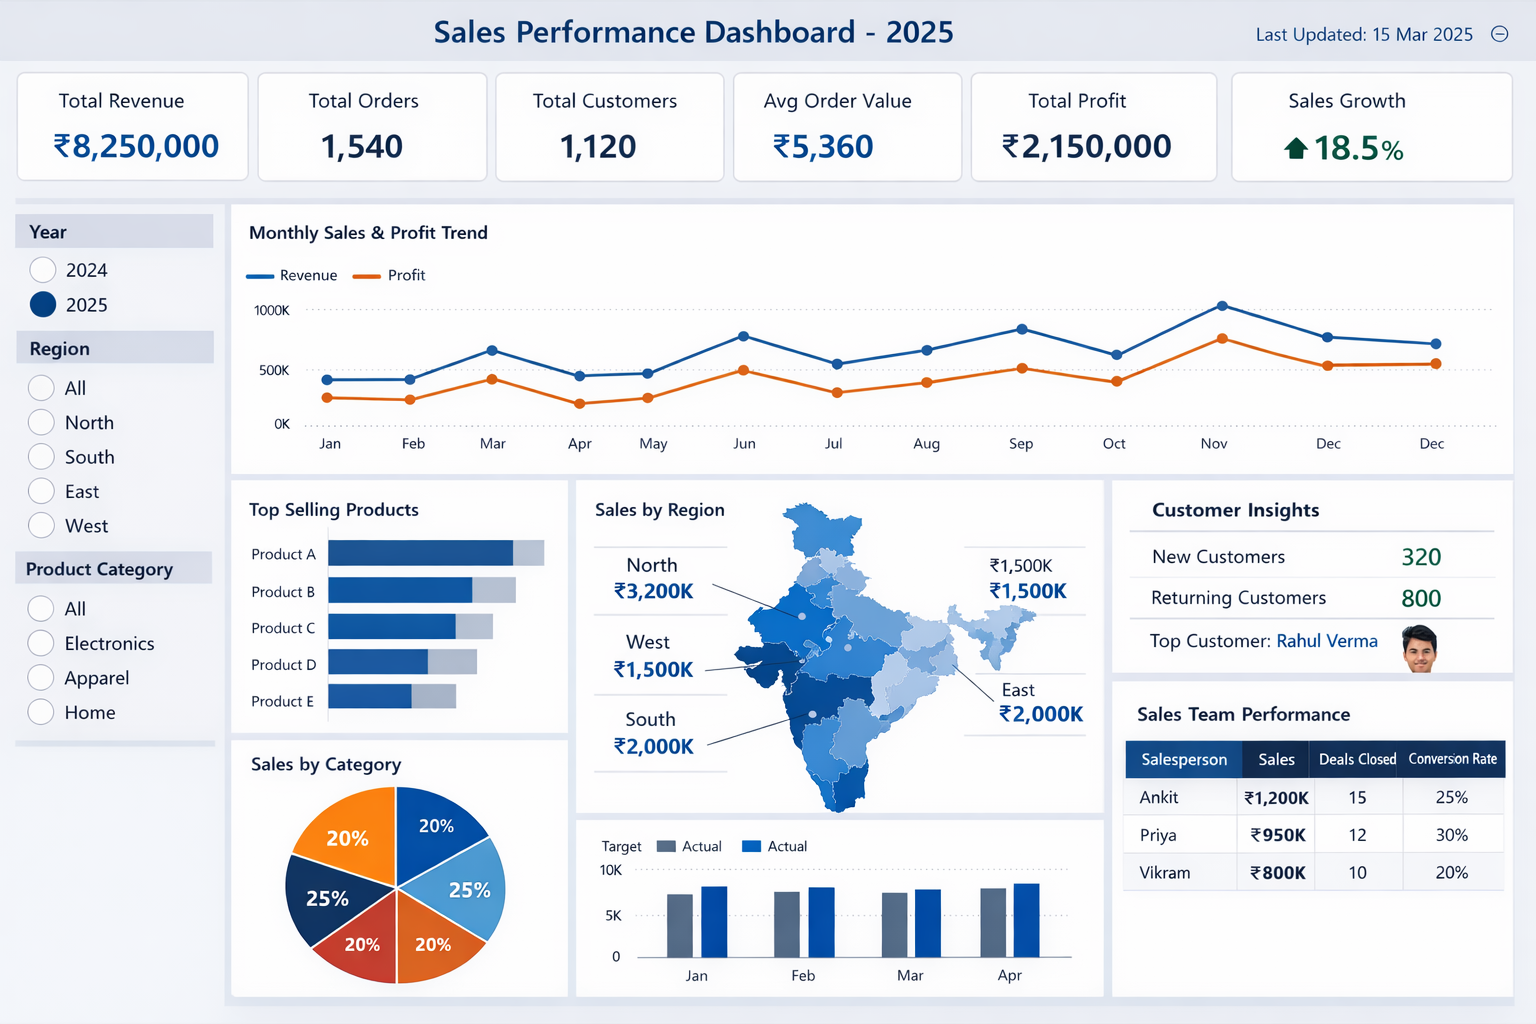 Sales Performance Dashboard - 2025
Last Updated: 15 Mar 2025
Total Revenue
₹8,250,000
Total Orders
1,540
Total Customers
1,120
Avg Order Value
₹5,360
Total Profit
₹2,150,000
Sales Growth
18.5%
Year
2024
2025
Region
All
North
South
East
West
Product Category
All
Electronics
Apparel
Home
Monthly Sales & Profit Trend
Revenue Profit
1000K
500K
0K
Jan Feb Mar Apr May Jun Jul Aug Sep Oct Nov Dec Dec
Top Selling Products
Product A
Product B
Product C
Product D
Product E
Sales by Category
20%
20%
25%
25%
20%
20%
Sales by Region
North
₹3,200K
West
₹1,500K
South
₹2,000K
₹1,500K
₹1,500K
East
₹2,000K
Target Actual Actual
10K
5K
0
Jan Feb Mar Apr
Customer Insights
New Customers 320
Returning Customers 800
Top Customer: Rahul Verma
Sales Team Performance
Salesperson Sales Deals Closed Conversion Rate
Ankit ₹1,200K 15 25%
Priya ₹950K 12 30%
Vikram ₹800K 10 20%